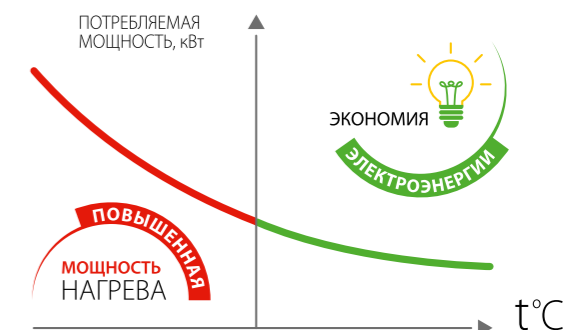 ПОТРЕБЛЯЕМАЯ
МОЩНОСТЬ, кВт
ЭКОНОМИЯ
ЭЛЕКТРОЭНЕРГИИ
ПОВЫШЕННАЯ
МОЩНОСТЬ
НАГРЕВА
t°C